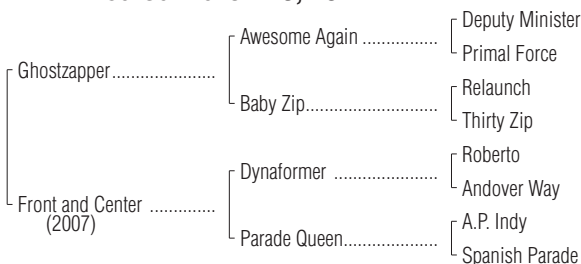 Deputy Minister
Awesome Again ..................
Primal Force
Ghostzapper........................
Relaunch
Baby Zip...............................
Thirty Zip
Roberto
Dynaformer ........................
Andover Way
Front and Center ...............
(2007)
A.P. Indy
Parade Queen......................
Spanish Parade